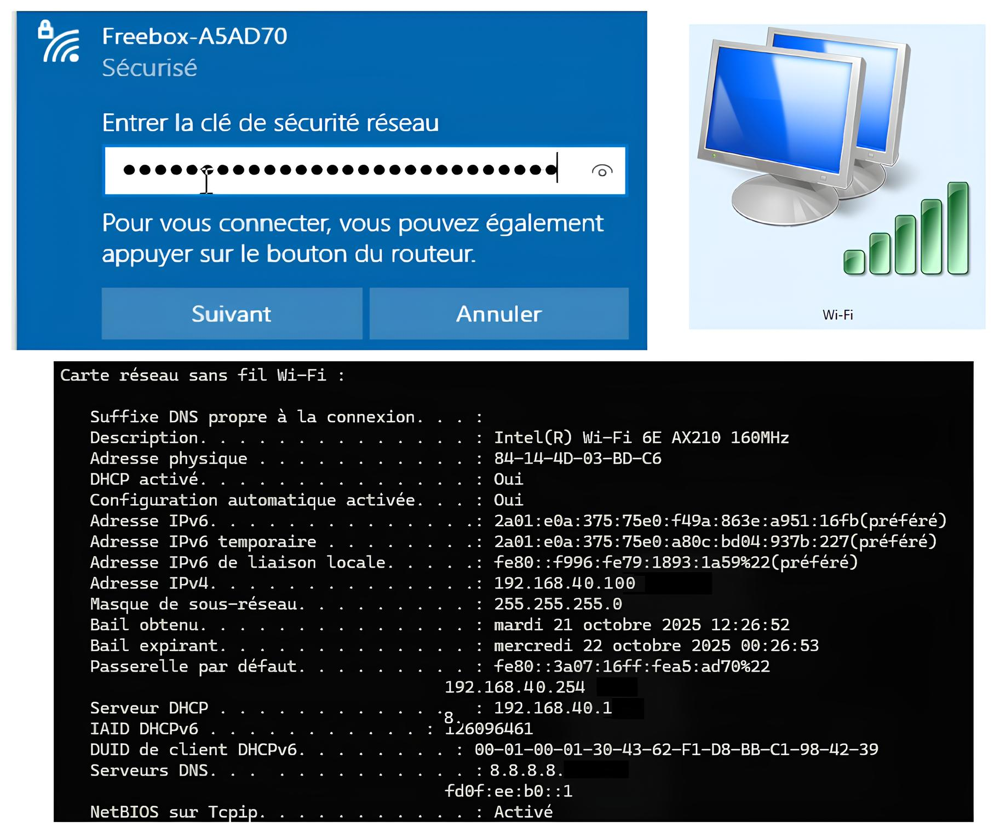 Freebox-A5AD70
Sécurisé
Entrer la clé de sécurité réseau
Pour vous connecter, vous pouvez également
appuyer sur le bouton du routeur.
Suivant
Annuler
Wi-Fi
Carte réseau sans fil Wi-Fi :
Suffixe DNS propre à la connexion. . . :
Description. . . . . . . . . . . . . . : Intel(R) Wi-Fi 6E AX210 160MHz
Adresse physique . . . . . . . . . . . : 84-14-4D-03-BD-C6
DHCP activé. . . . . . . . . . . . . . : Oui
Configuration automatique activée. . . : Oui
Adresse IPv6. . . . . . . . . . . . . .: 2a01:e0a:375:75e0:f49a:863e:a951:16fb(préféré)
Adresse IPv6 temporaire . . . . . . . .: 2a01:e0a:375:75e0:a80c:bd04:937b:227(préféré)
Adresse IPv6 de liaison locale. . . . .: fe80::f996:fe79:1893:1a59%22(préféré)
Adresse IPv4. . . . . . . . . . . . . .: 192.168.40.100
Masque de sous-réseau. . . . . . . . . : 255.255.255.0
Bail obtenu. . . . . . . . . . . . . . : mardi 21 octobre 2025 12:26:52
Bail expirant. . . . . . . . . . . . . : mercredi 22 octobre 2025 00:26:53
Passerelle par défaut. . . . . . . . . : fe80::3a07:16ff:fea5:ad70%22
192.168.40.254
Serveur DHCP . . . . . . . . . . . . : 192.168.40.1
8.
IAID DHCPv6 . . . . . . . . . . . : 126096461
DUID de client DHCPv6. . . . . . . . : 00-01-00-01-30-43-62-F1-D8-BB-C1-98-42-39
Serveurs DNS. . . . . . . . . . . . . : 8.8.8.8.
fd0f:ee:b0::1
NetBIOS sur Tcpip. . . . . . . . . . . : Activé